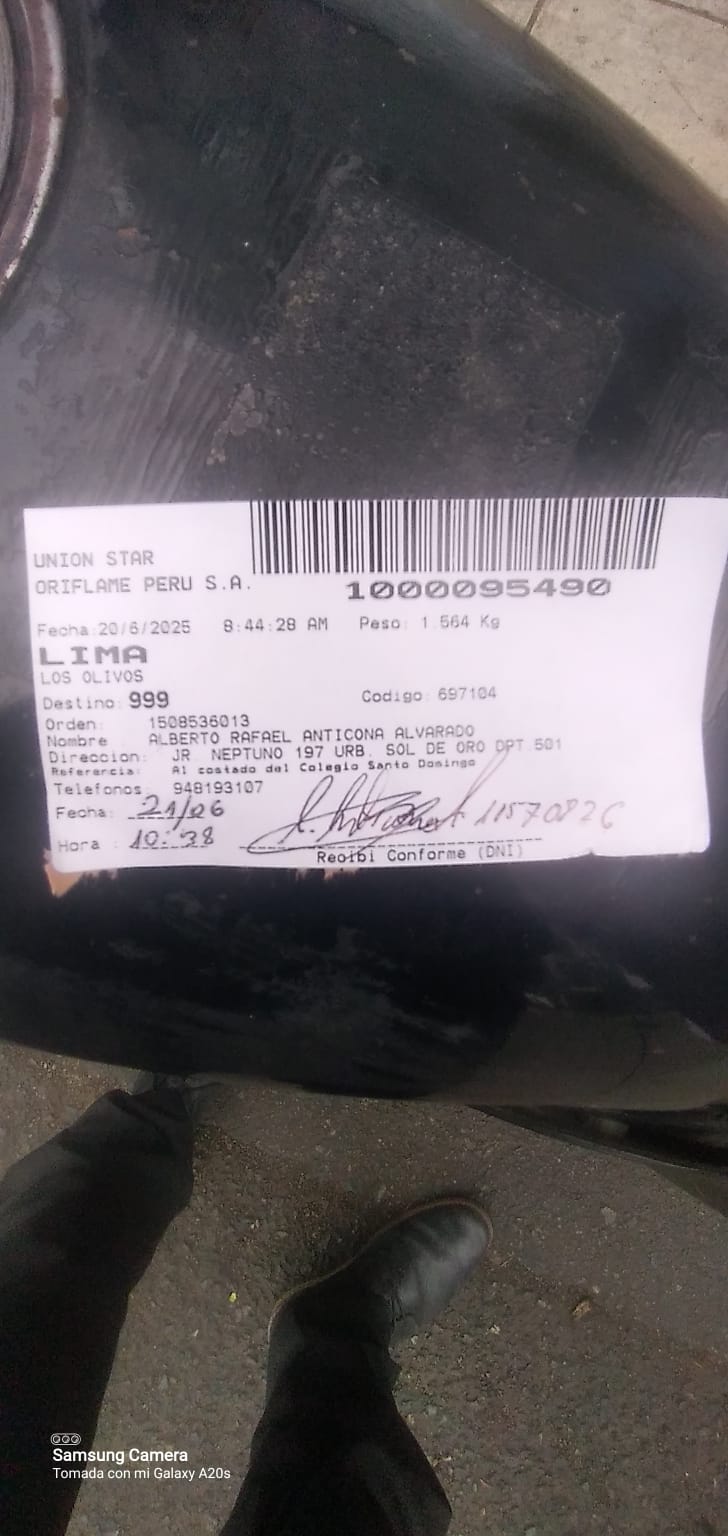 UNION STAR
ORIFLAME PERU S.A.
1000095490
Fecha:20/6/2025 8:44:28 AM Peso: 1.564 Kg
LIMA
LOS OLIVOS
Destino: 999 Codigo: 697104
Orden: 1508536013
Nombre ALBERTO RAFAEL ANTICONA ALVARADO
Direccion: JR. NEPTUNO 197 URB. SOL DE ORO DPT.501
Referencia: Al costado del Colegio Santo Domingo
Telefonos: 948193107
Fecha: 21/06
Hora : 10:38
11570826
Recibi Conforme (DNI)
Samsung Camera
Tomada con mi Galaxy A20s